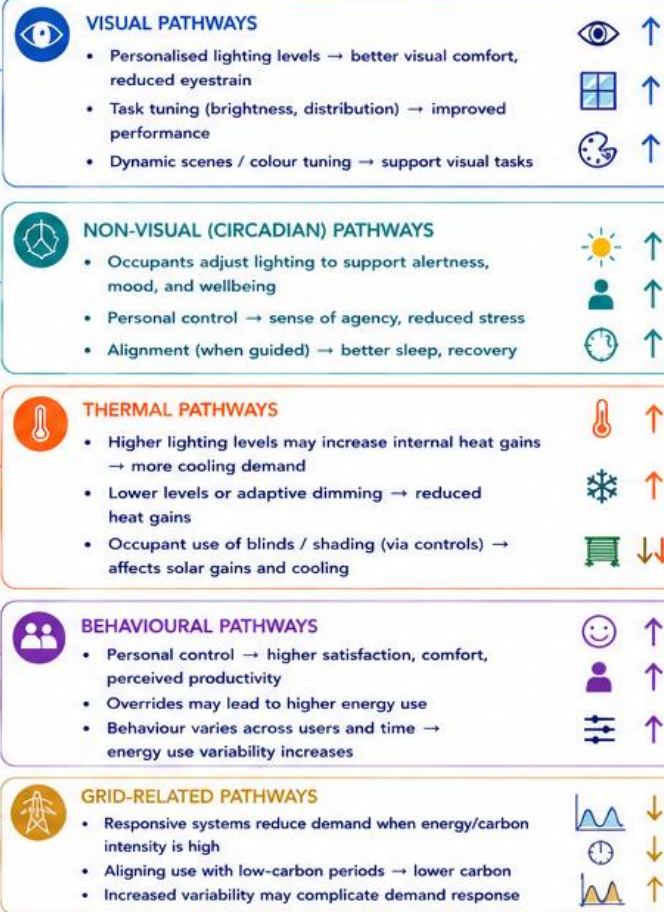 VISUAL PATHWAYS
• Personalised lighting levels → better visual comfort,
reduced eyestrain
• Task tuning (brightness, distribution) → improved
performance
• Dynamic scenes / colour tuning → support visual tasks
NON-VISUAL (CIRCADIAN) PATHWAYS
• Occupants adjust lighting to support alertness,
mood, and wellbeing
• Personal control → sense of agency, reduced stress
• Alignment (when guided) → better sleep, recovery
THERMAL PATHWAYS
• Higher lighting levels may increase internal heat gains
→ more cooling demand
• Lower levels or adaptive dimming → reduced
heat gains
• Occupant use of blinds / shading (via controls) →
affects solar gains and cooling
BEHAVIOURAL PATHWAYS
• Personal control → higher satisfaction, comfort,
perceived productivity
• Overrides may lead to higher energy use
• Behaviour varies across users and time →
energy use variability increases
GRID-RELATED PATHWAYS
• Responsive systems reduce demand when energy/carbon
intensity is high
• Aligning use with low-carbon periods → lower carbon
• Increased variability may complicate demand response